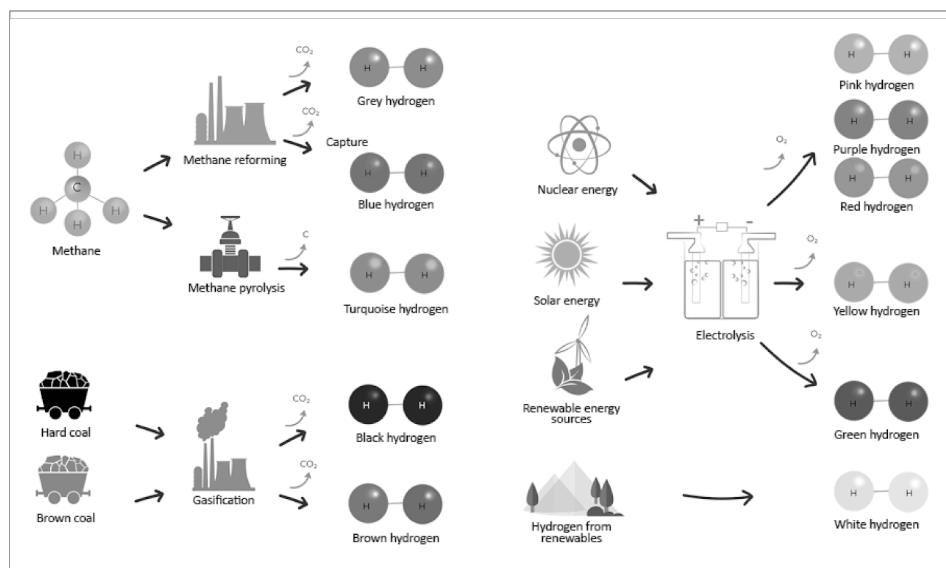 CO₂
H H
Grey hydrogen
CO₂
Methane reforming
Capture
H H
Blue hydrogen
H
C
H H
H
Methane
C
Methane pyrolysis
H H
Turquoise hydrogen
Hard coal
Brown coal
Gasification
CO₂
H H
Black hydrogen
CO₂
H H
Brown hydrogen
Nuclear energy
Solar energy
Renewable energy
sources
+ -
Electrolysis
O₂
H H
Pink hydrogen
H H
Purple hydrogen
H H
Red hydrogen
O₂
H H
Yellow hydrogen
O₂
H H
Green hydrogen
Hydrogen from
renewables
H H
White hydrogen